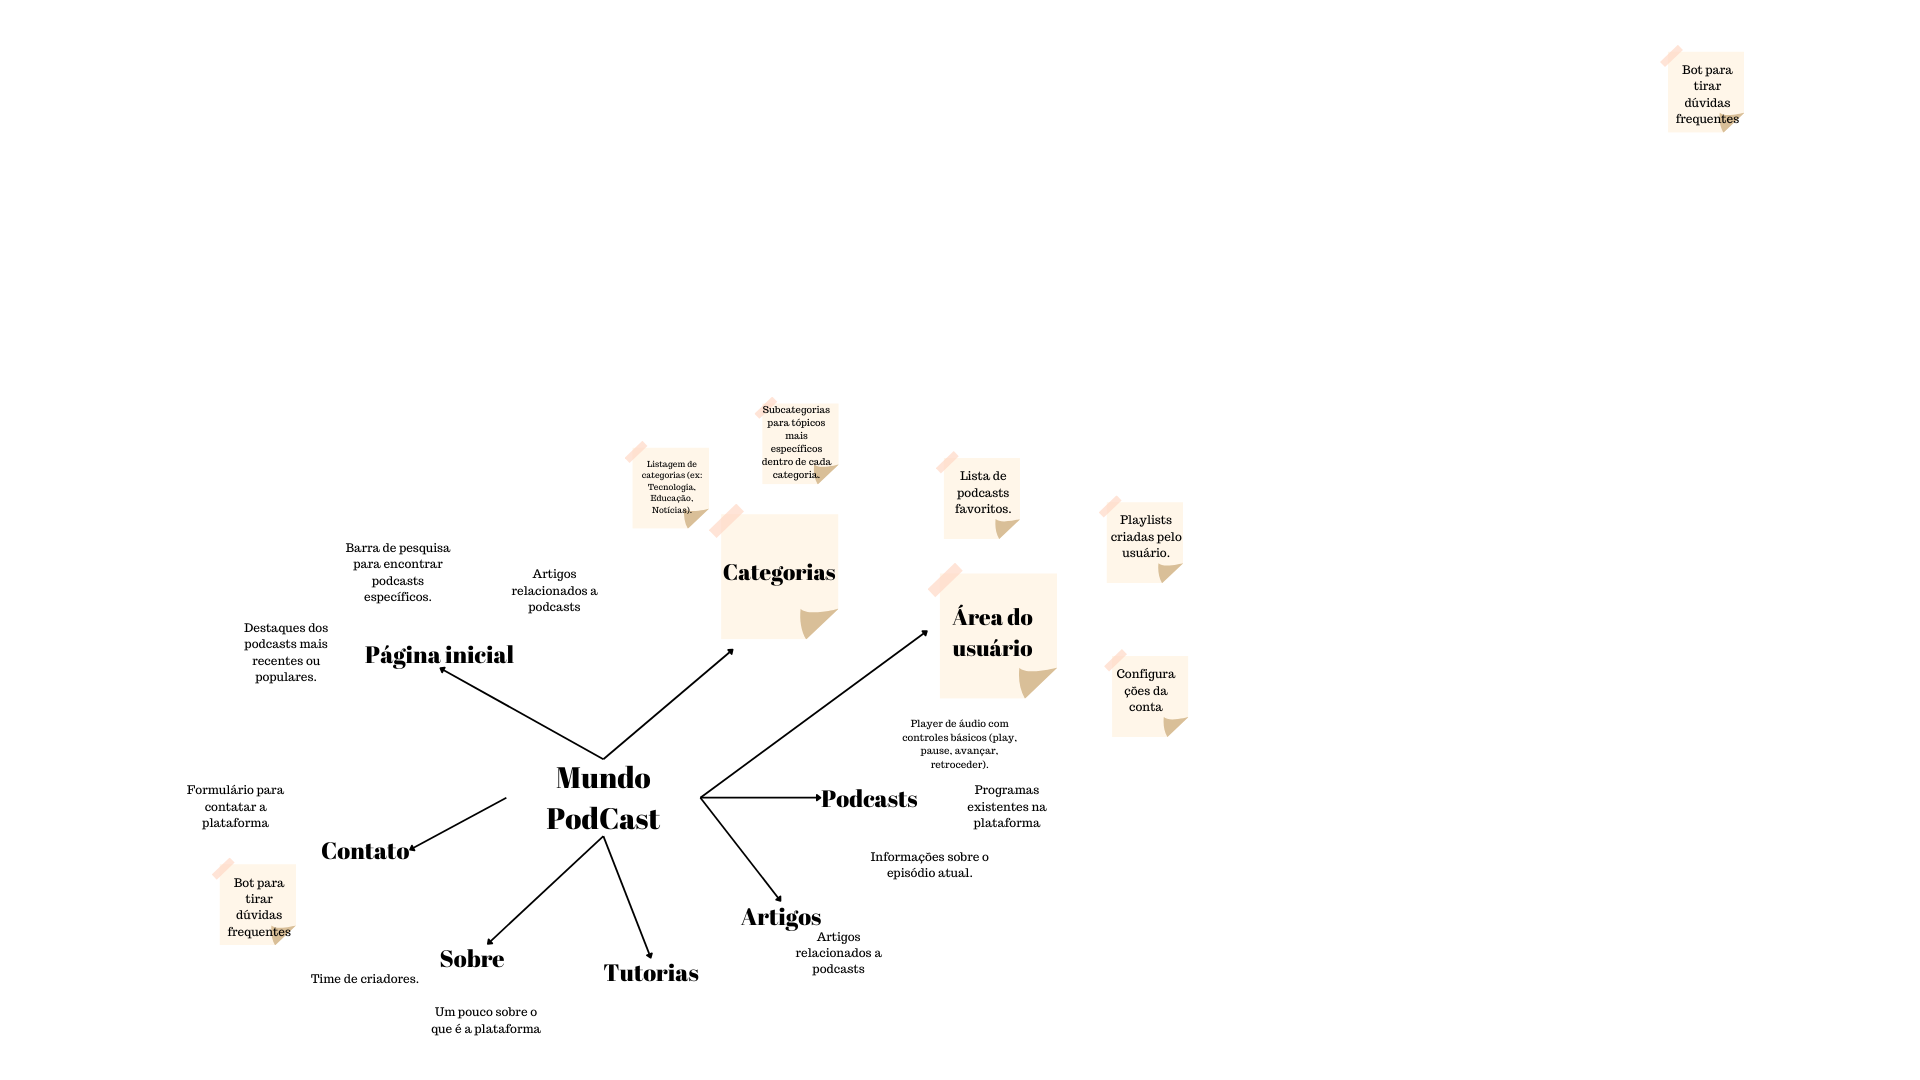 Bot para
tirar
dúvidas
frequentes
Subcategorias
para tópicos
mais
específicos
dentro de cada
categoria.
Listagem de
categorias (ex:
Tecnologia,
Educação,
Notícias).
Categorias
Lista de
podcasts
favoritos.
Playlists
criadas pelo
usuário.
Área do
usuário
Configura
ções da
conta
Barra de pesquisa
para encontrar
podcasts
específicos.
Artigos
relacionados a
podcasts
Destaques dos
podcasts mais
recentes ou
populares.
Página inicial
Mundo
PodCast
Player de áudio com
controles básicos (play,
pause, avançar,
retroceder).
Podcasts
Programas
existentes na
plataforma
Informações sobre o
episódio atual.
Formulário para
contatar a
plataforma
Contato
Bot para
tirar
dúvidas
frequentes
Artigos
Artigos
relacionados a
podcasts
Sobre
Time de criadores.
Um pouco sobre o
que é a plataforma
Tutorias